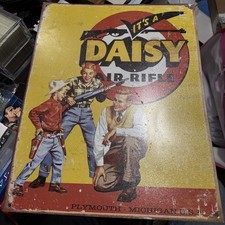 IT'S A
DAISY
AIR RIFLE
PLYMOUTH, MICHIGAN,